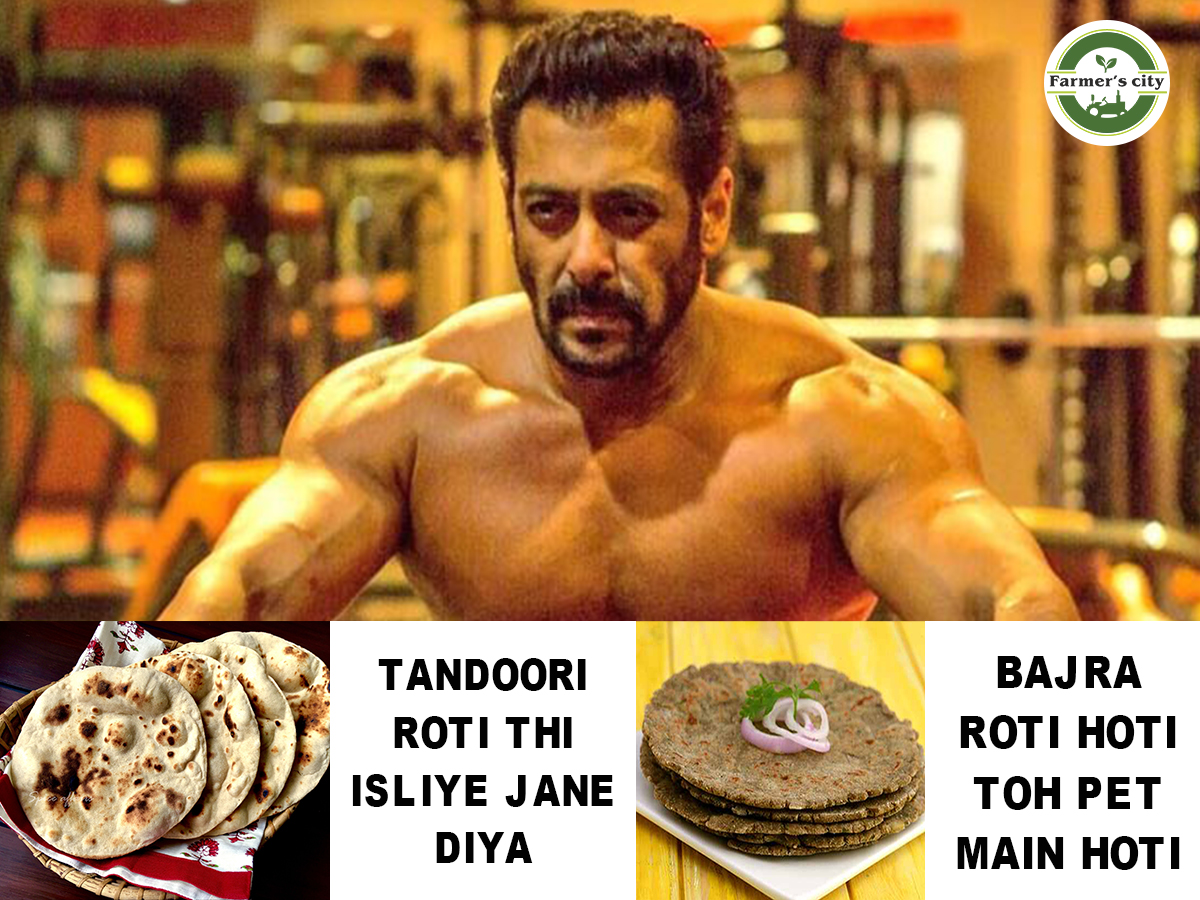 Farmer's city
TANDOORI
ROTI THI
ISLIYE JANE
DIYA
BAJRA
ROTI HOTI
TOH PET
MAIN HOTI